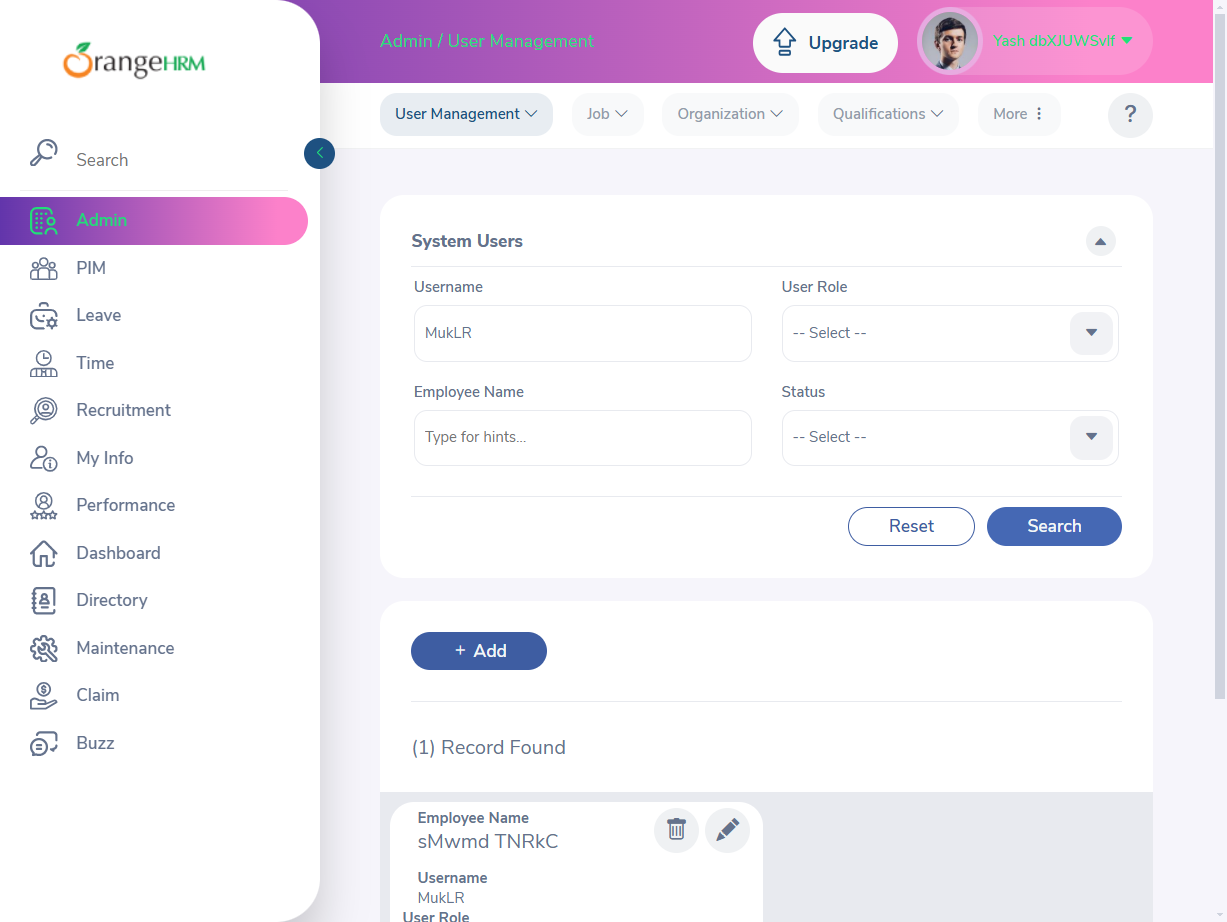 OrangeHRM
Search
Admin
PIM
Leave
Time
Recruitment
My Info
Performance
Dashboard
Directory
Maintenance
Claim
Buzz
Admin / User Management
Upgrade
Yash dbXJUWSvlf
User Management
Job
Organization
Qualifications
More
?
System Users
Username
User Role
MukLR
-- Select --
Employee Name
Status
Type for hints...
-- Select --
Reset
Search
+ Add
(1) Record Found
Employee Name
sMwmd TNRkC
Username
MukLR
User Role